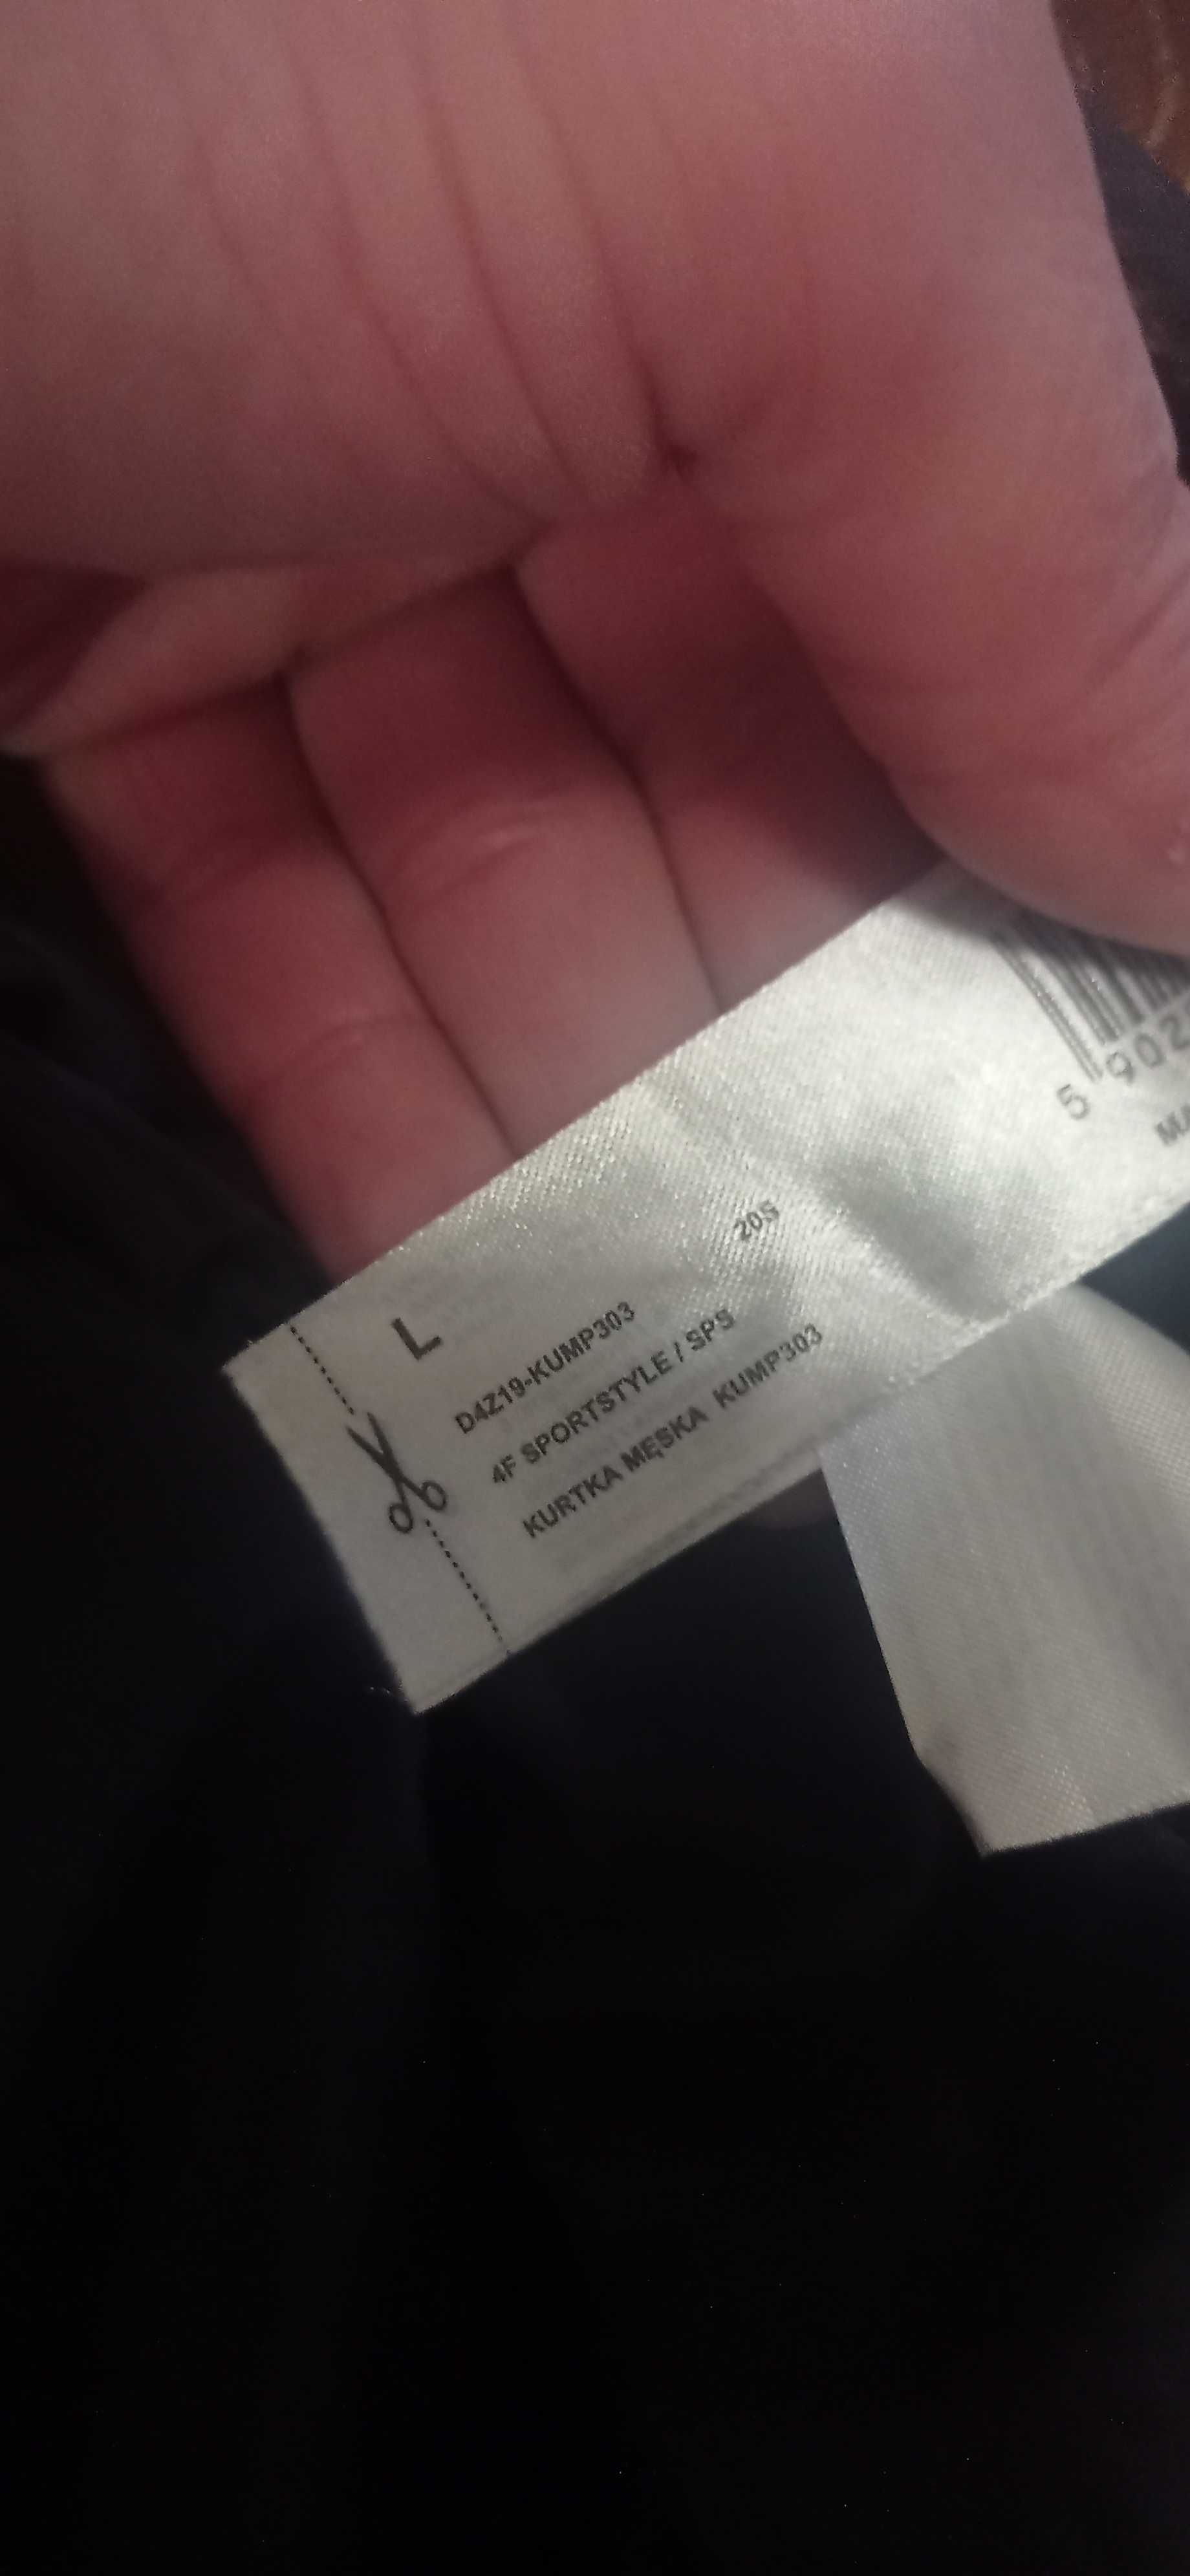 L
D4Z19-KUMP303
4F SPORTSTYLE / SPS
KURTKA MĘSKA KUMP303
20S
5 902